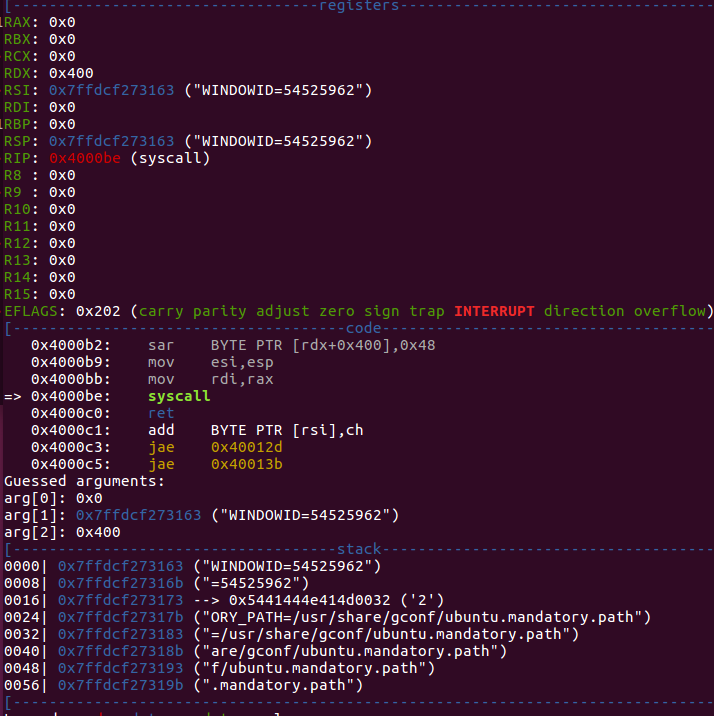 [----------------------------------registers-----------------------------------
RAX: 0x0
RBX: 0x0
RCX: 0x0
RDX: 0x400
RSI: 0x7ffdcf273163 ("WINDOWID=54525962")
RDI: 0x0
RBP: 0x0
RSP: 0x7ffdcf273163 ("WINDOWID=54525962")
RIP: 0x4000be (syscall)
R8 : 0x0
R9 : 0x0
R10: 0x0
R11: 0x0
R12: 0x0
R13: 0x0
R14: 0x0
R15: 0x0
EFLAGS: 0x202 (carry parity adjust zero sign trap INTERRUPT direction overflow)
[-------------------------------------code-------------------------------------
   0x4000b2:    sar    BYTE PTR [rdx+0x400],0x48
   0x4000b9:    mov    esi,esp
   0x4000bb:    mov    rdi,rax
=> 0x4000be:    syscall
   0x4000c0:    ret
   0x4000c1:    add    BYTE PTR [rsi],ch
   0x4000c3:    jae    0x40012d
   0x4000c5:    jae    0x40013b
Guessed arguments:
arg[0]: 0x0
arg[1]: 0x7ffdcf273163 ("WINDOWID=54525962")
arg[2]: 0x400
[------------------------------------stack-------------------------------------
0000| 0x7ffdcf273163 ("WINDOWID=54525962")
0008| 0x7ffdcf27316b ("=54525962")
0016| 0x7ffdcf273173 --> 0x5441444e414d0032 ('2')
0024| 0x7ffdcf27317b ("ORY_PATH=/usr/share/gconf/ubuntu.mandatory.path")
0032| 0x7ffdcf273183 ("=/usr/share/gconf/ubuntu.mandatory.path")
0040| 0x7ffdcf27318b ("are/gconf/ubuntu.mandatory.path")
0048| 0x7ffdcf273193 ("f/ubuntu.mandatory.path")
0056| 0x7ffdcf27319b (".mandatory.path")
[------------------------------------------------------------------------------